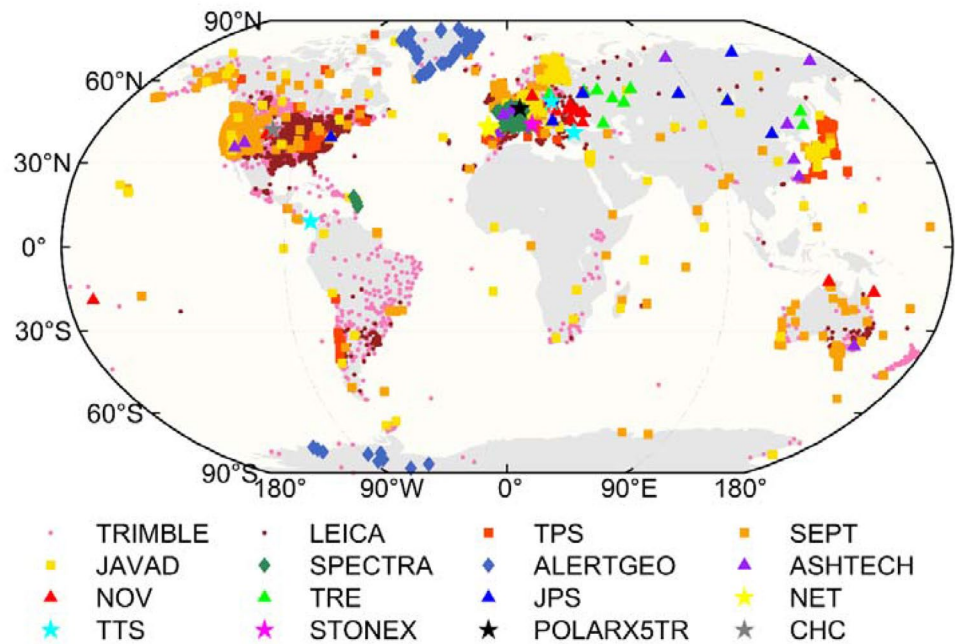 90°N
60°N
30°N
0°
30°S
60°S
90°S
180° 90°W 0° 90°E 180°
TRIMBLE LEICA TPS SEPT
JAVAD SPECTRA ALERTGEO ASHTECH
NOV TRE JPS NET
TTS STONEX POLARX5TR CHC